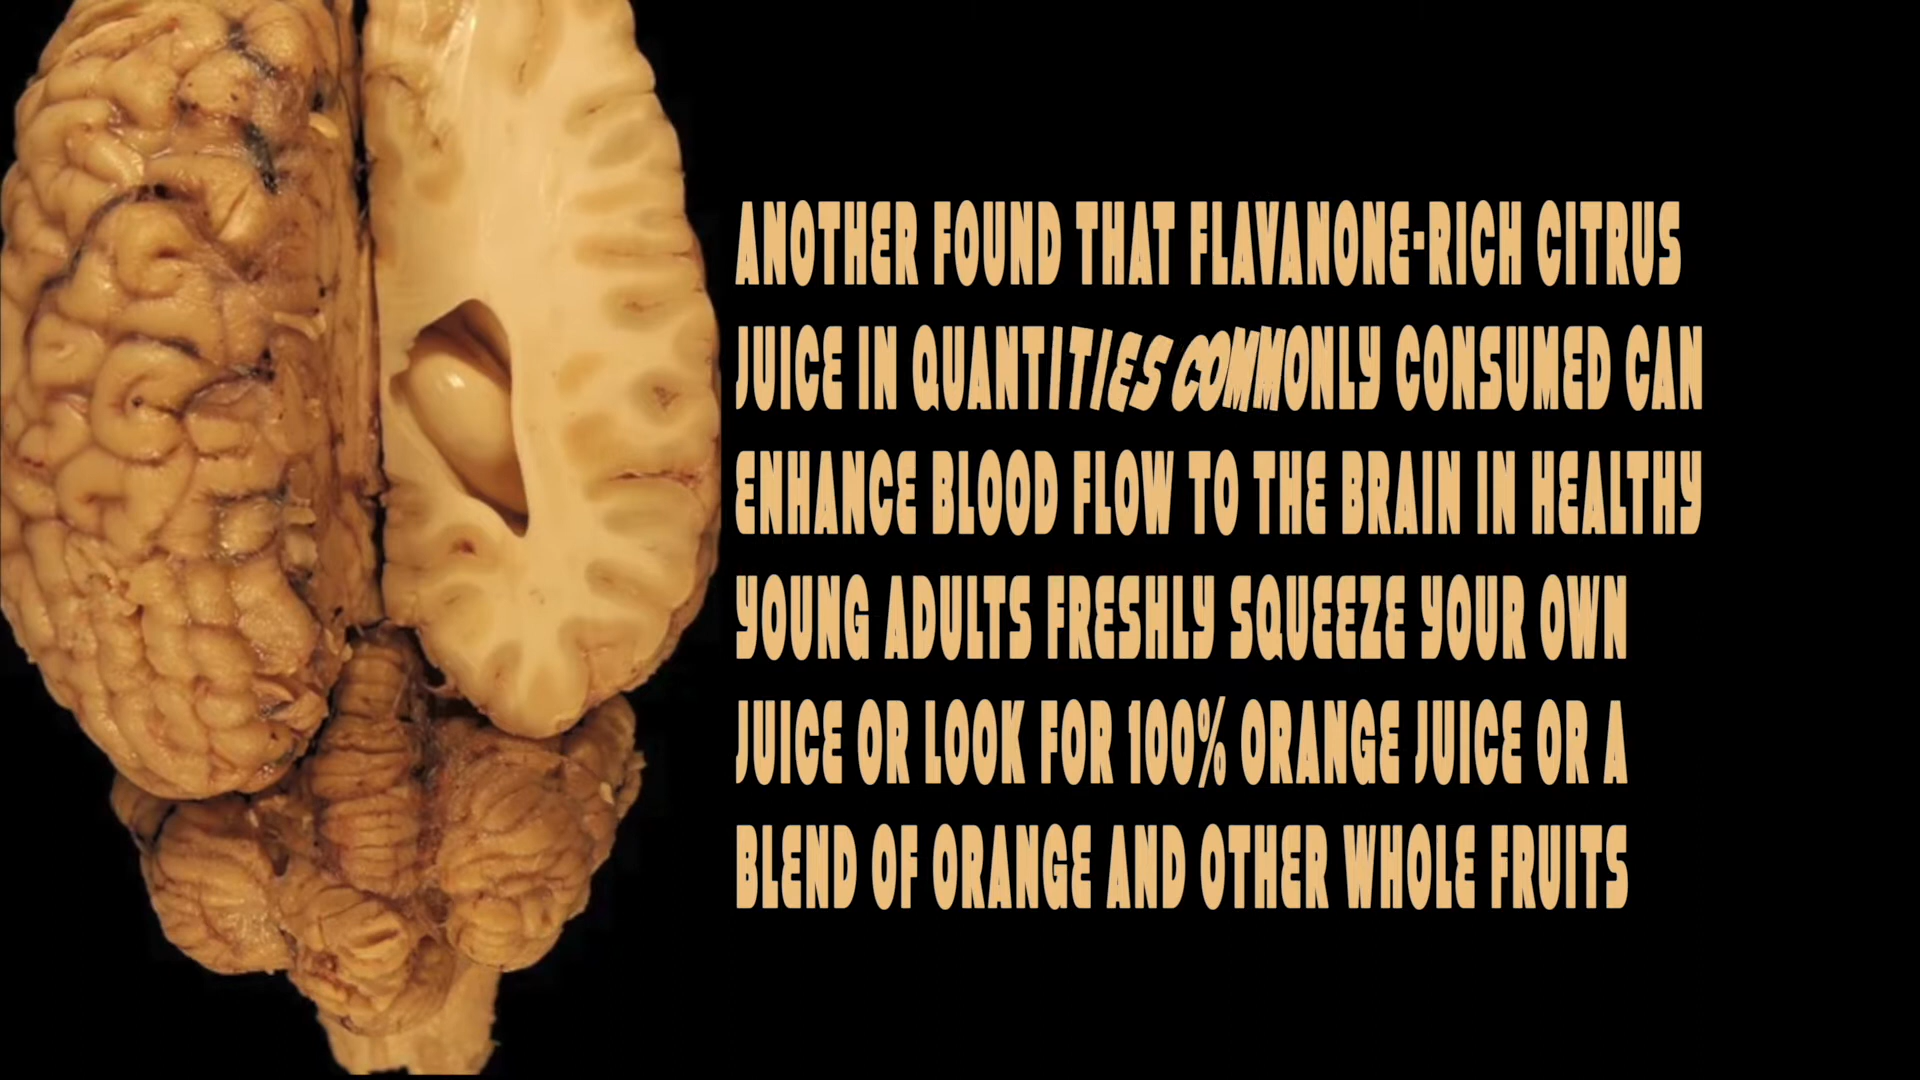 ANOTHER FOUND THAT FLAVANONE-RICH CITRUS
JUICE IN QUANTITIES COMMONLY CONSUMED CAN
ENHANCE BLOOD FLOW TO THE BRAIN IN HEALTHY
YOUNG ADULTS FRESHLY SQUEEZE YOUR OWN
JUICE OR LOOK FOR 100% ORANGE JUICE OR A
BLEND OF ORANGE AND OTHER WHOLE FRUITS